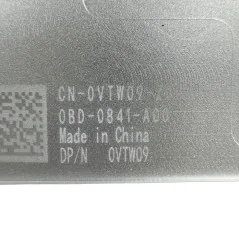 CN-0VTW09-
0BD-0841-A00
Made in China
DP/N 0VTW09